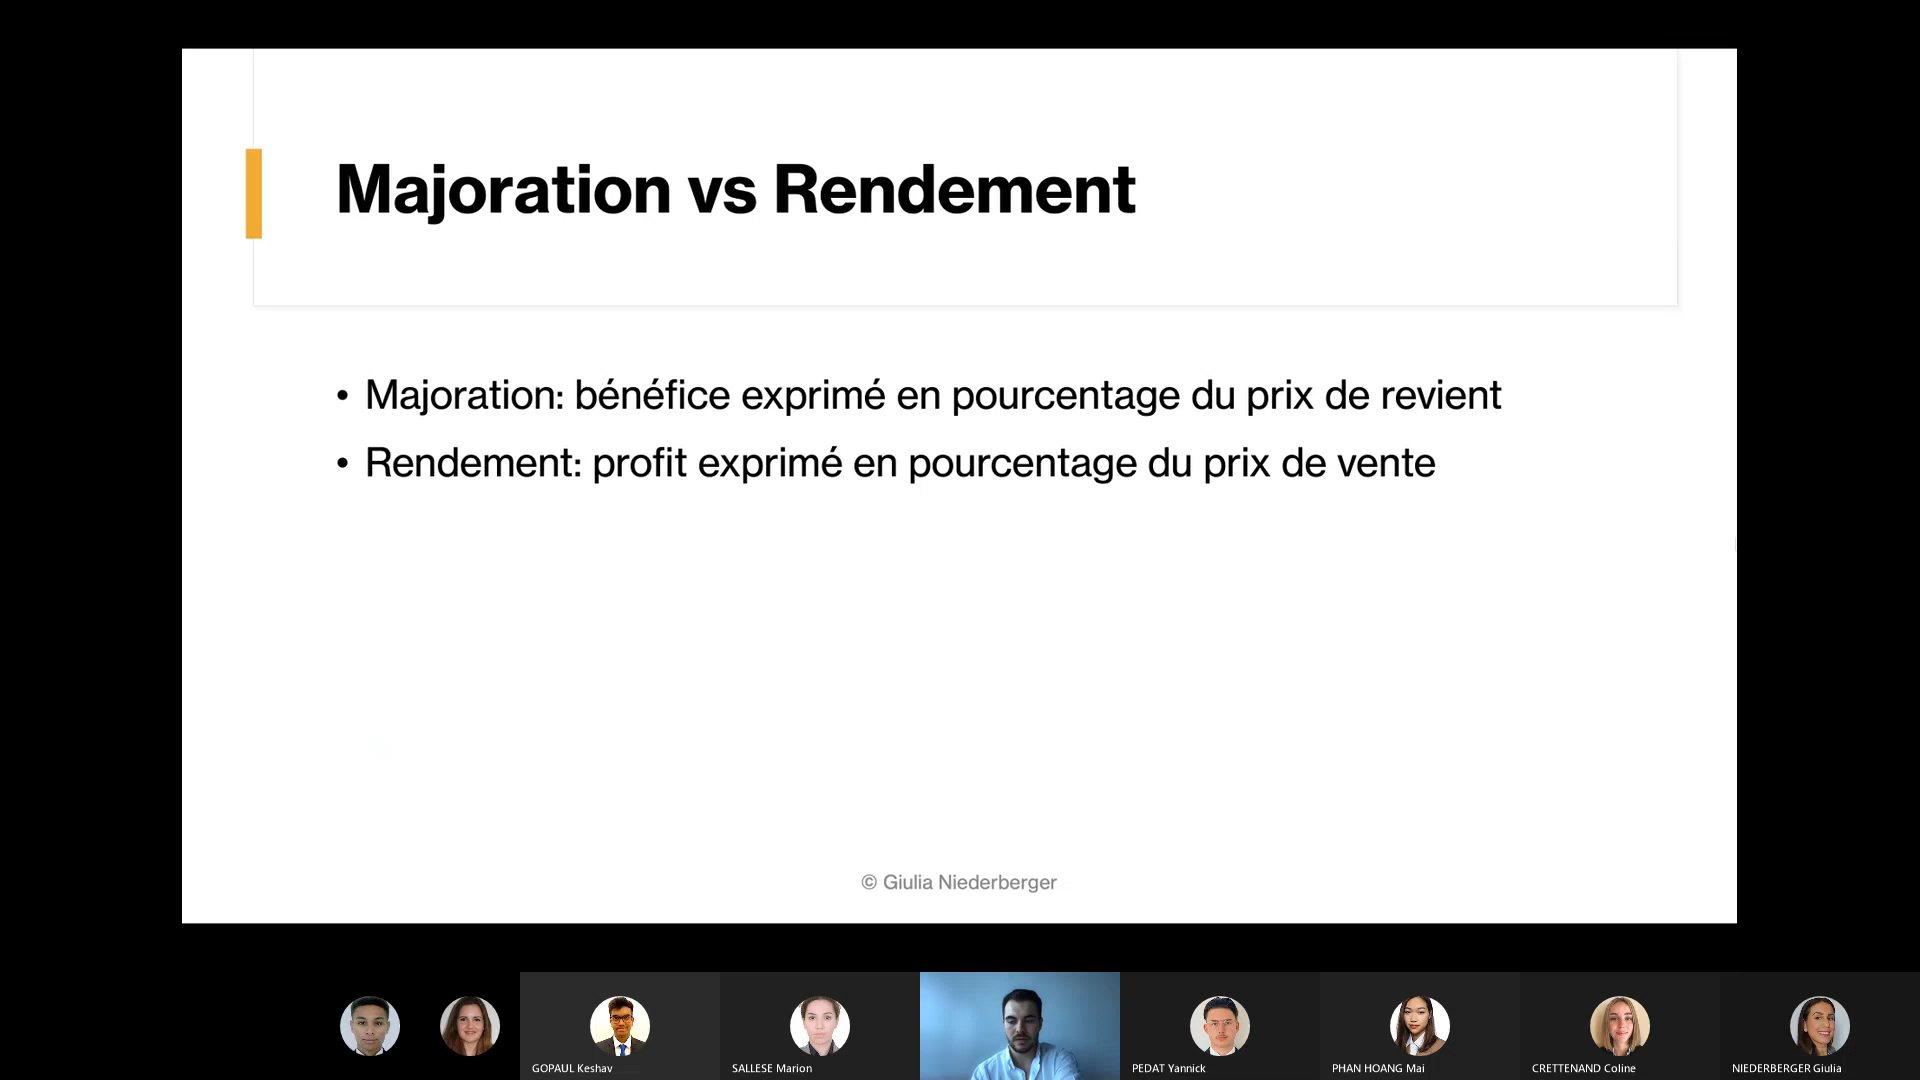 Majoration vs Rendement
• Majoration: bénéfice exprimé en pourcentage du prix de revient
• Rendement: profit exprimé en pourcentage du prix de vente
© Giulia Niederberger
GOPAUL Keshav
SALLESE Marion
PEDAT Yannick
PHAN HOANG Mai
CRETTENAND Coline
NIEDERBERGER Giulia